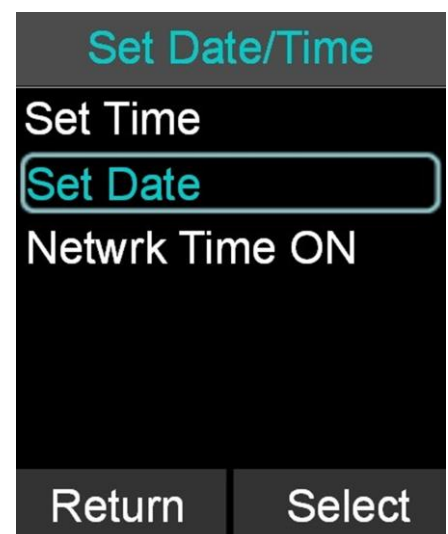 Set Date/Time
Set Time
Set Date
Netwrk Time ON
Return Select